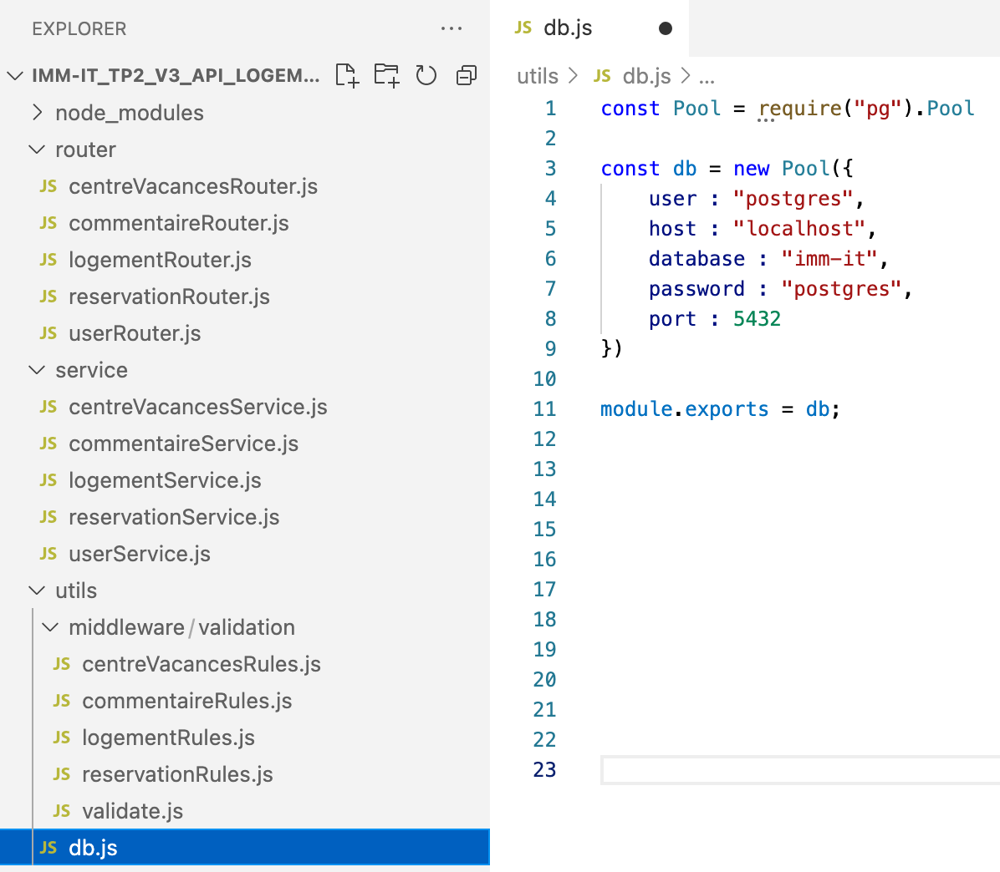 EXPLORER
IMM-IT_TP2_V3_API_LOGEM...
node_modules
router
JS centreVacancesRouter.js
JS commentaireRouter.js
JS logementRouter.js
JS reservationRouter.js
JS userRouter.js
service
JS centreVacancesService.js
JS commentaireService.js
JS logementService.js
JS reservationService.js
JS userService.js
utils
middleware/validation
JS centreVacancesRules.js
JS commentaireRules.js
JS logementRules.js
JS reservationRules.js
JS validate.js
JS db.js
JS db.js
utils > JS db.js > ...
1 const Pool = require("pg").Pool
2
3 const db = new Pool({
4 user : "postgres",
5 host : "localhost",
6 database : "imm-it",
7 password : "postgres",
8 port : 5432
9 })
10
11 module.exports = db;
12
13
14
15
16
17
18
19
20
21
22
23